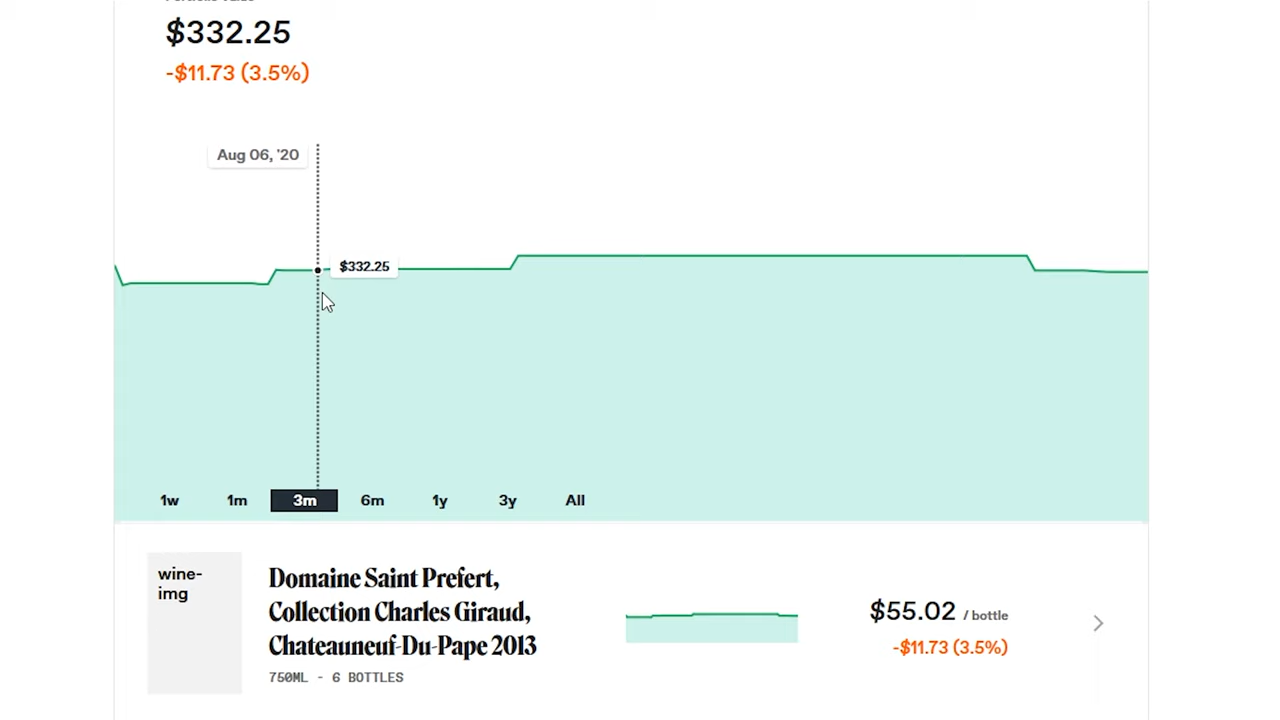 $332.25
-$11.73 (3.5%)
Aug 06, '20
$332.25
1w 1m 3m 6m 1y 3y All
wine-
img
Domaine Saint Prefert,
Collection Charles Giraud,
Chateauneuf-Du-Pape 2013
750ML - 6 BOTTLES
$55.02 / bottle
-$11.73 (3.5%)